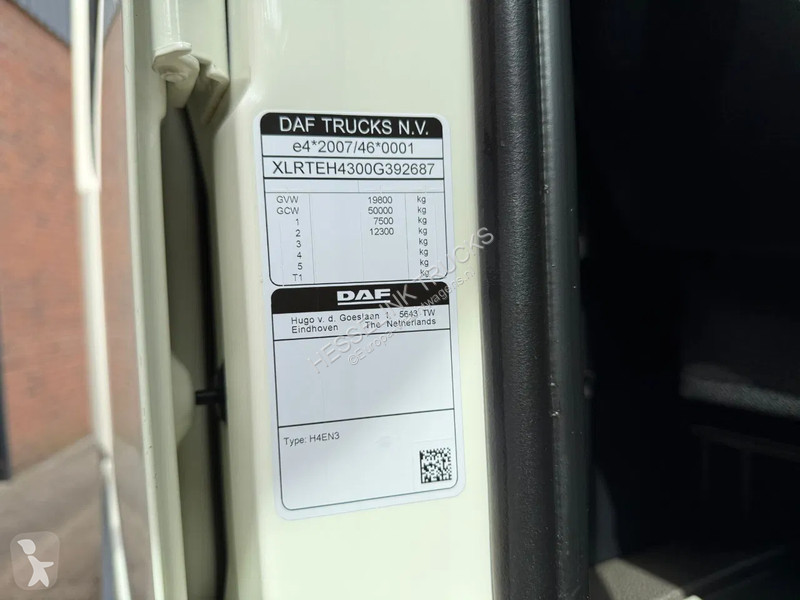 DAF TRUCKS N.V.
e4*2007/46*0001
XLRTEH4300G392687
GVW 19800 kg
GCW 50000 kg
1 7500 kg
2 12300 kg
3 kg
4 kg
5 kg
T1 kg
DAF
Hugo v. d. Goeslaan 1, 5643 TW
Eindhoven The Netherlands
HESSELINK TRUCKS
Type: H4EN3